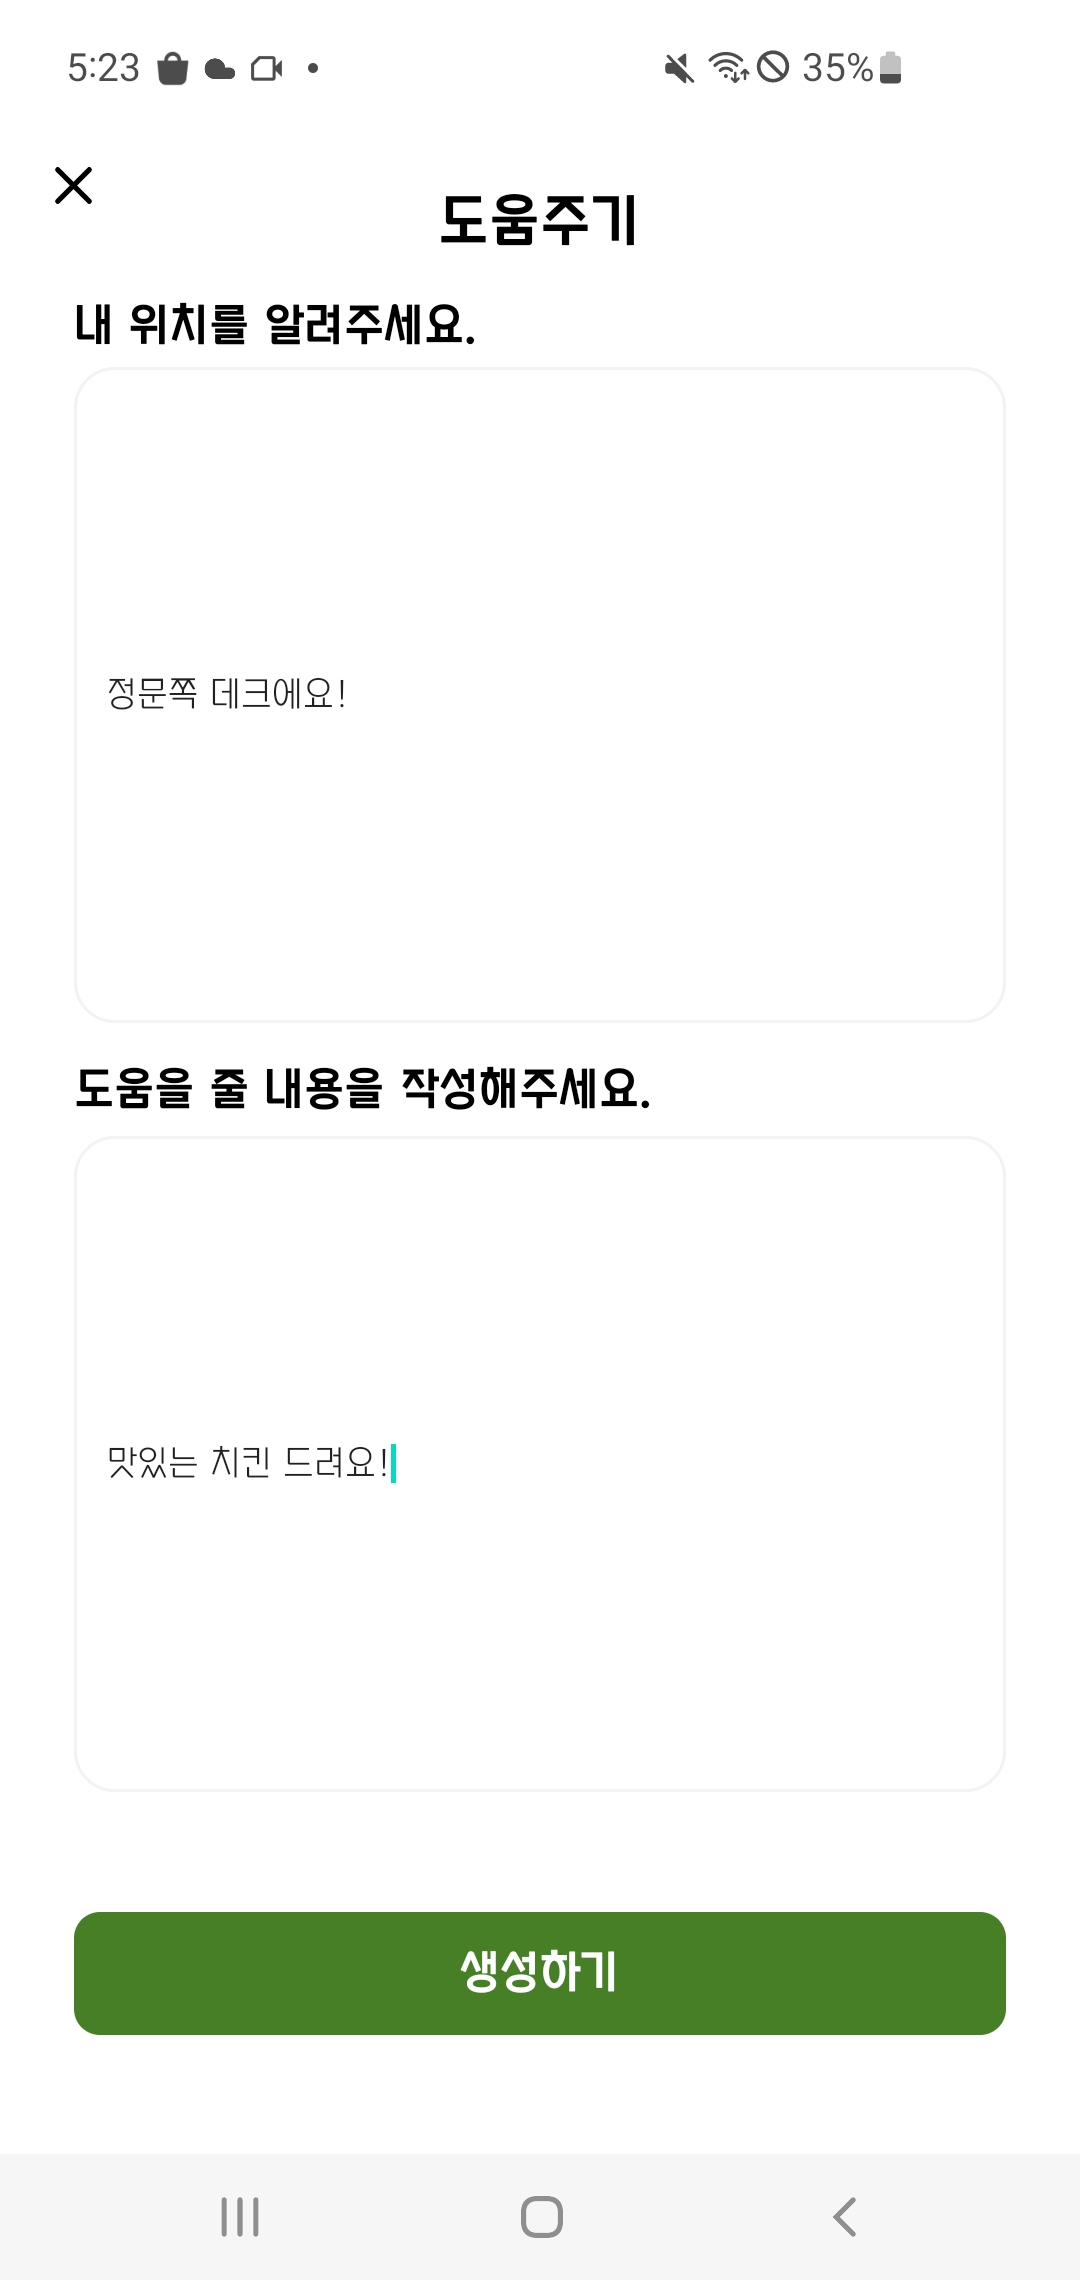 5:23 35%
도움주기
내 위치를 알려주세요.
정문쪽 데크에요!
도움을 줄 내용을 작성해주세요.
맛있는 치킨 드려요!
생성하기